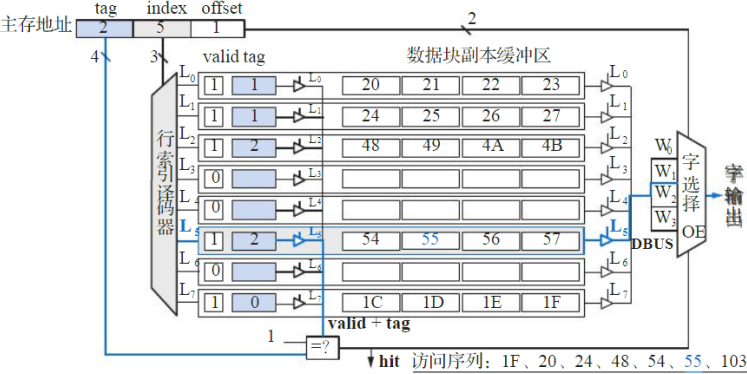 tag index offset
主存地址 2 5 1 2
4 3 valid tag 数据块副本缓冲区
L0 1 1 L0 20 21 22 23 L0
L1 1 1 L1 24 25 26 27 L1
L2 1 2 L2 48 49 4A 4B L2
L3 0 L3 L3
L4 0 L4 L4
L5 1 2 L5 54 55 56 57 L5
L6 0 L6 L6
L7 1 0 L7 1C 1D 1E 1F L7
行索引译码器
W0
W1
W2
W3
字选择
OE
DBUS
字输出
valid + tag
1 =?
hit 访问序列：1F、20、24、48、54、55、103